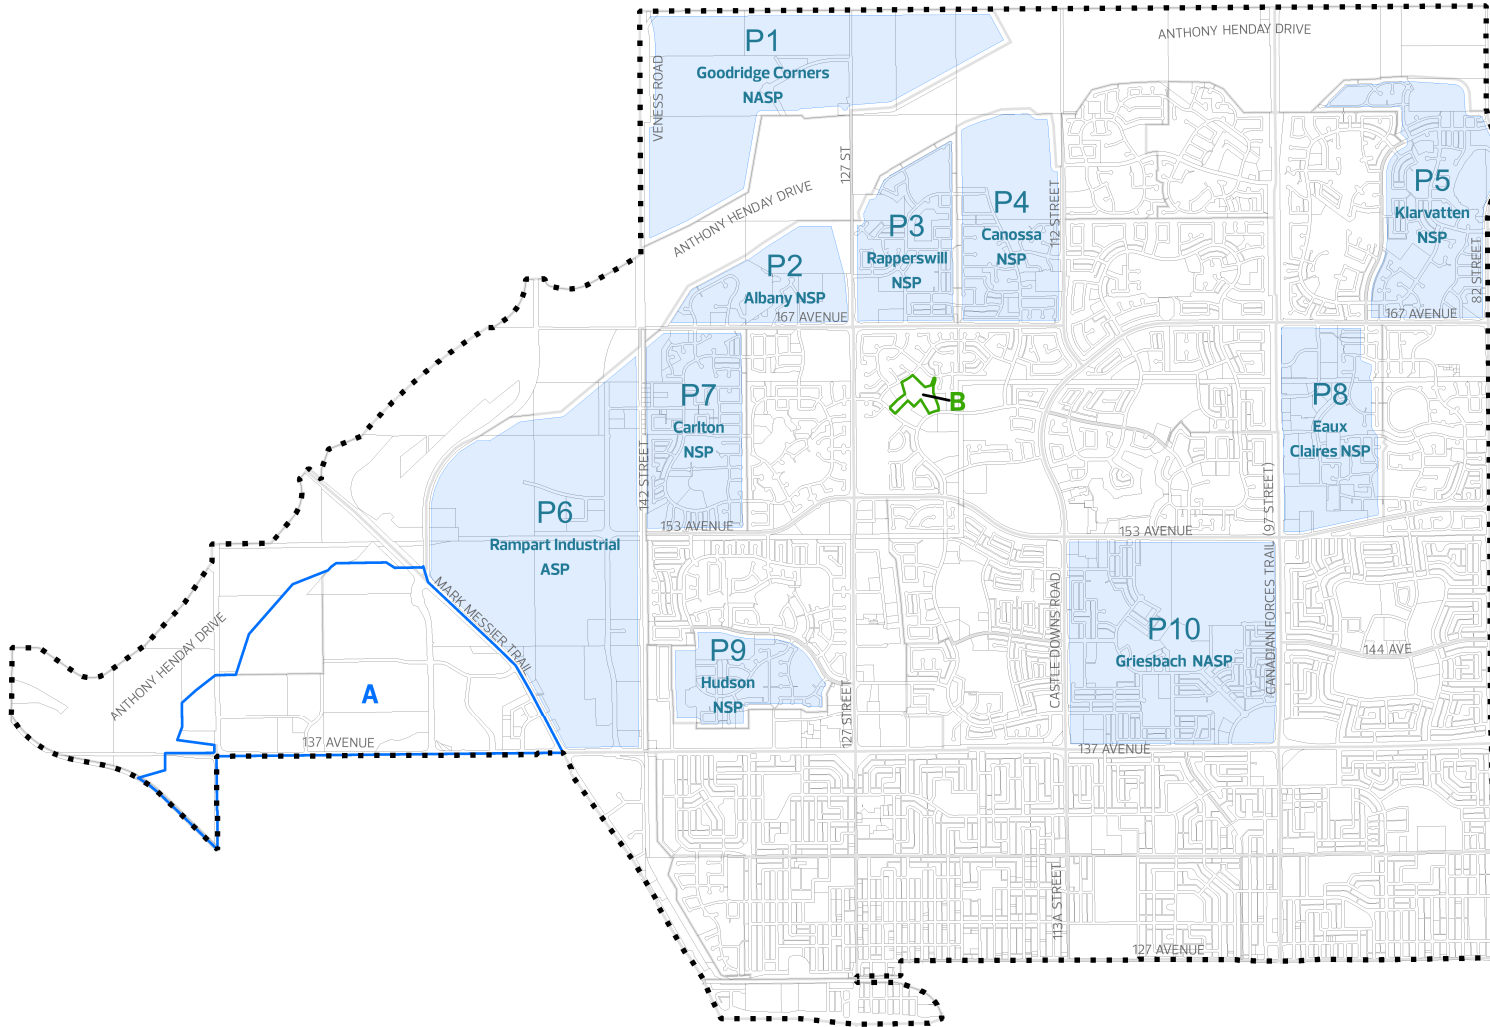 P1
Goodridge Corners
NASP
ANTHONY HENDAY DRIVE
VENESS ROAD
127 ST
ANTHONY HENDAY DRIVE
P2
Albany NSP
167 AVENUE
P3
Rapperswill
NSP
P4
Canossa
NSP
112 STREET
P5
Klarvatten
NSP
82 STREET
167 AVENUE
P7
Carlton
NSP
142 STREET
153 AVENUE
B
P8
Eaux
Claires NSP
P6
Rampart Industrial
ASP
153 AVENUE
CANADIAN FORCES TRAIL (97 STREET)
MARK MESSIER TRAIL
ANTHONY HENDAY DRIVE
A
137 AVENUE
P9
Hudson
NSP
127 STREET
CASTLE DOWNS ROAD
P10
Griesbach NASP
144 AVE
137 AVENUE
113A STREET
127 AVENUE